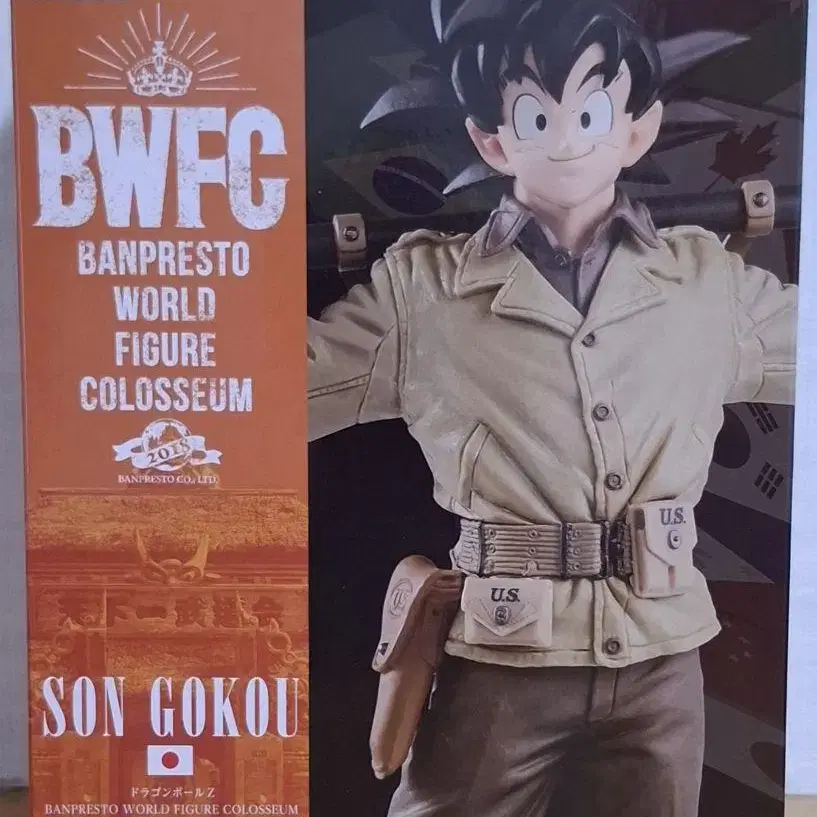 BWFC
BANPRESTO
WORLD
FIGURE
COLOSSEUM
2018
BANPRESTO CO., LTD.
U.S.
U.S.
天下一武道会
SON GOKOU
ドラゴンボールZ
BANPRESTO WORLD FIGURE COLOSSEUM